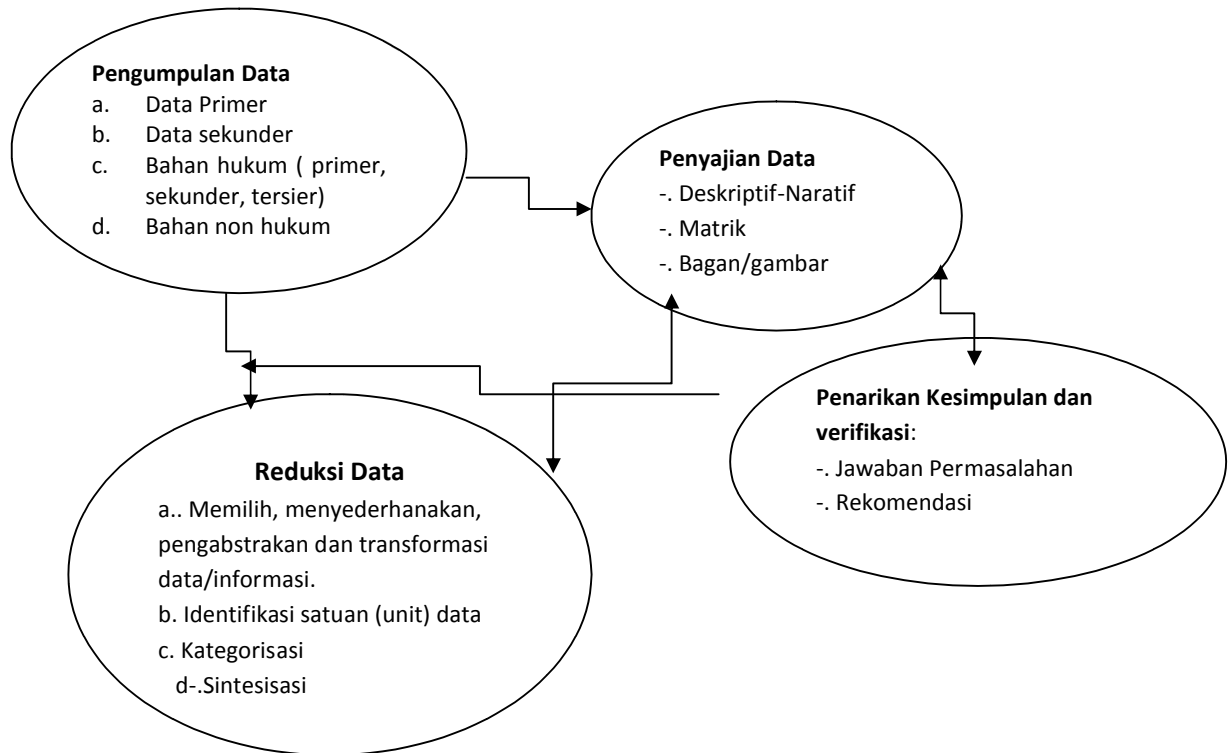 Pengumpulan Data
a. Data Primer
b. Data sekunder
c. Bahan hukum ( primer,
sekunder, tersier)
d. Bahan non hukum
Penyajian Data
-. Deskriptif-Naratif
-. Matrik
-. Bagan/gambar
Reduksi Data
a.. Memilih, menyederhanakan,
pengabstrakan dan transformasi
data/informasi.
b. Identifikasi satuan (unit) data
c. Kategorisasi
d-.Sintesisasi
Penarikan Kesimpulan dan
verifikasi:
-. Jawaban Permasalahan
-. Rekomendasi